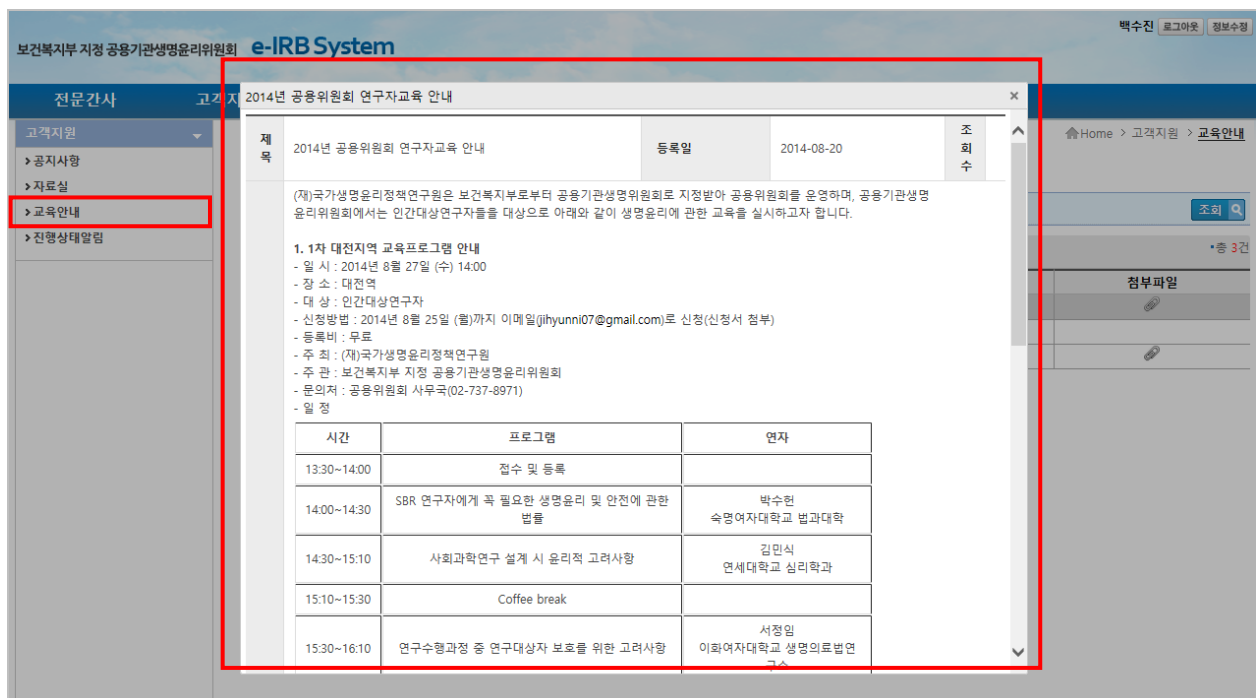 백수진 로그아웃 정보수정
보건복지부 지정 공용기관생명윤리위원회 e-IRB System
전문간사 고객지
고객지원
공지사항
자료실
교육안내
진행상태알림
2014년 공용위원회 연구자교육 안내 ×
제목 2014년 공용위원회 연구자교육 안내 등록일 2014-08-20 조회수
(재)국가생명윤리정책연구원은 보건복지부로부터 공용기관생명위원회로 지정받아 공용위원회를 운영하며, 공용기관생명
윤리위원회에서는 인간대상연구자들을 대상으로 아래와 같이 생명윤리에 관한 교육을 실시하고자 합니다.
1. 1차 대전지역 교육프로그램 안내
- 일 시 : 2014년 8월 27일 (수) 14:00
- 장 소 : 대전역
- 대 상 : 인간대상연구자
- 신청방법 : 2014년 8월 25일 (월)까지 이메일(jihyunni07@gmail.com)로 신청(신청서 첨부)
- 등록비 : 무료
- 주 최 : (재)국가생명윤리정책연구원
- 주 관 : 보건복지부 지정 공용기관생명윤리위원회
- 문의처 : 공용위원회 사무국(02-737-8971)
- 일 정
시간 프로그램 연자
13:30~14:00 접수 및 등록
14:00~14:30 SBR 연구자에게 꼭 필요한 생명윤리 및 안전에 관한
법률
박수헌
숙명여자대학교 법과대학
14:30~15:10 사회과학연구 설계 시 윤리적 고려사항
김민식
연세대학교 심리학과
15:10~15:30 Coffee break
15:30~16:10 연구수행과정 중 연구대상자 보호를 위한 고려사항
서정임
이화여자대학교 생명의료법연
구소
Home > 고객지원 > 교육안내
조회
총 3건
첨부파일